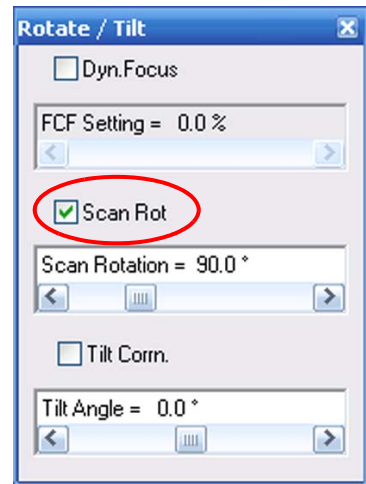 Rotate / Tilt
Dyn.Focus
FCF Setting = 0.0 %
Scan Rot
Scan Rotation = 90.0 °
Tilt Corrn.
Tilt Angle = 0.0 °